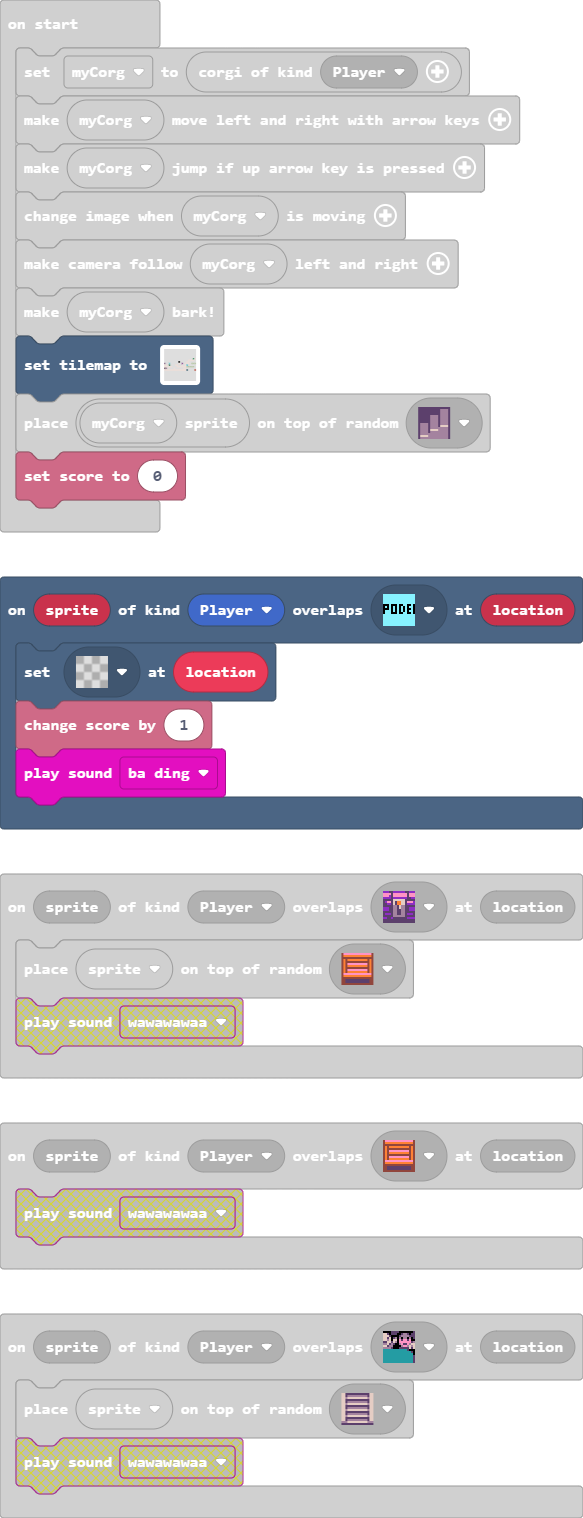 on start
set myCorg to corgi of kind Player
make myCorg move left and right with arrow keys
make myCorg jump if up arrow key is pressed
change image when myCorg is moving
make camera follow myCorg left and right
make myCorg bark!
set tilemap to
place myCorg sprite on top of random
set score to 0
on sprite of kind Player overlaps PODE at location
set at location
change score by 1
play sound ba ding
on sprite of kind Player overlaps at location
place sprite on top of random
play sound wawawawaa
on sprite of kind Player overlaps at location
play sound wawawawaa
on sprite of kind Player overlaps at location
place sprite on top of random
play sound wawawawaa